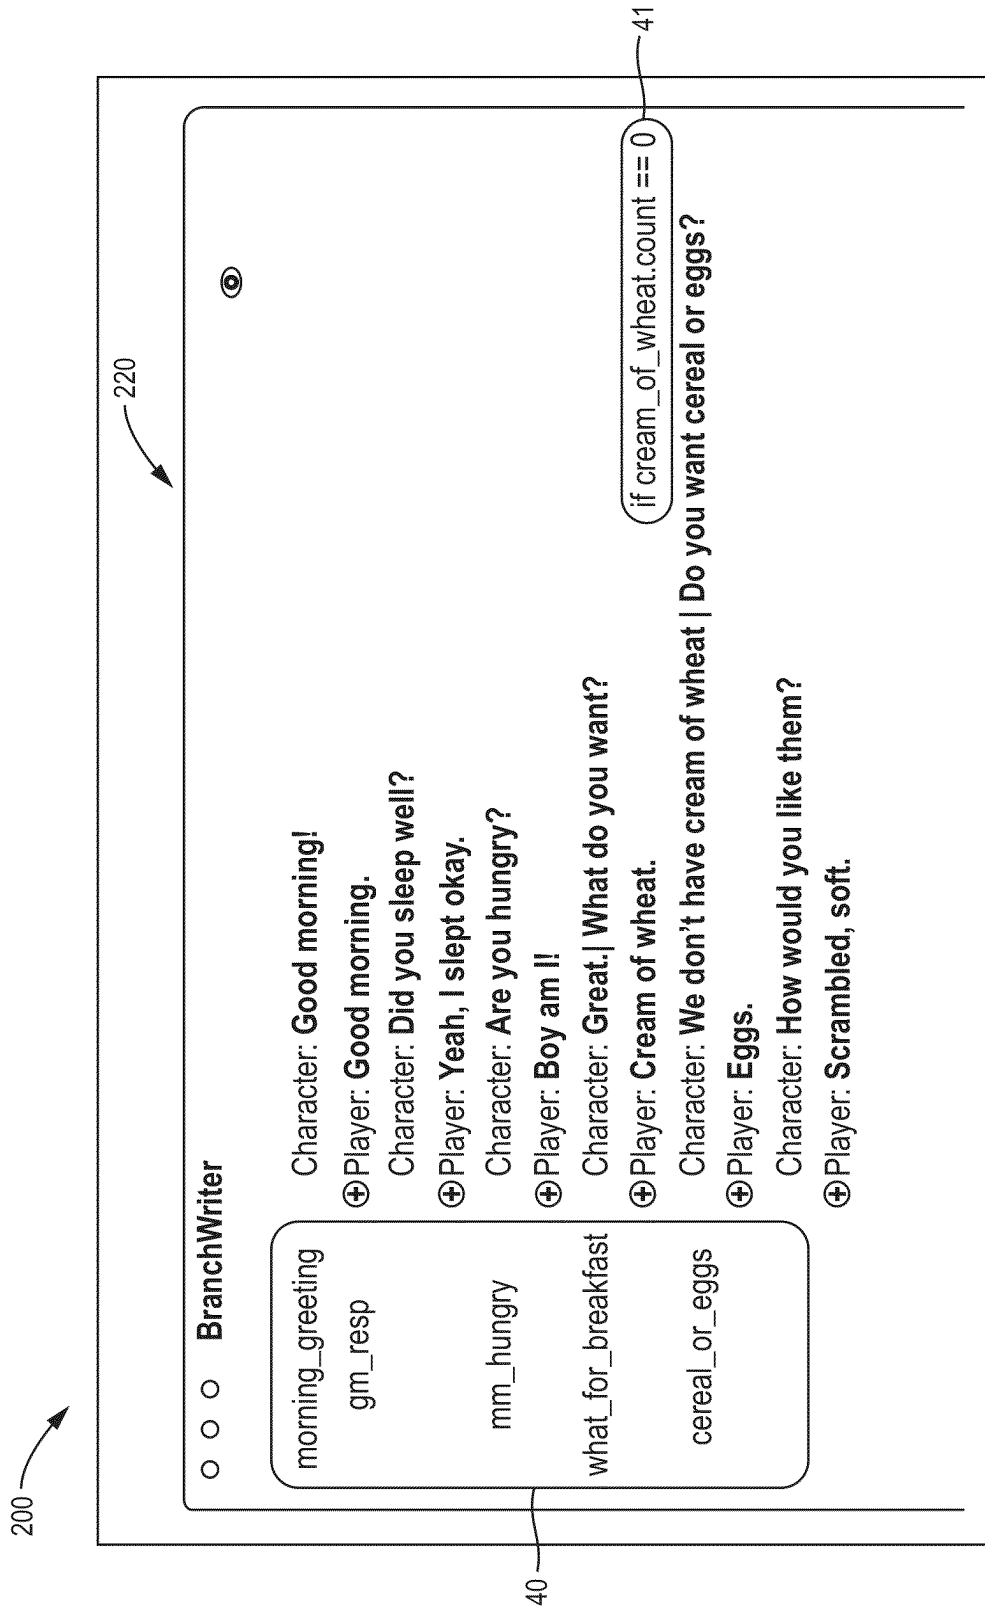 200
220
BranchWriter
morning_greeting
Character: Good morning!
gm_resp
⊕Player: Good morning.
Character: Did you sleep well?
⊕Player: Yeah, I slept okay.
mm_hungry
Character: Are you hungry?
⊕Player: Boy am I!
what_for_breakfast
Character: Great.| What do you want?
⊕Player: Cream of wheat.
if cream_of_wheat.count == 0
41
cereal_or_eggs
Character: We don't have cream of wheat | Do you want cereal or eggs?
⊕Player: Eggs.
Character: How would you like them?
⊕Player: Scrambled, soft.
40